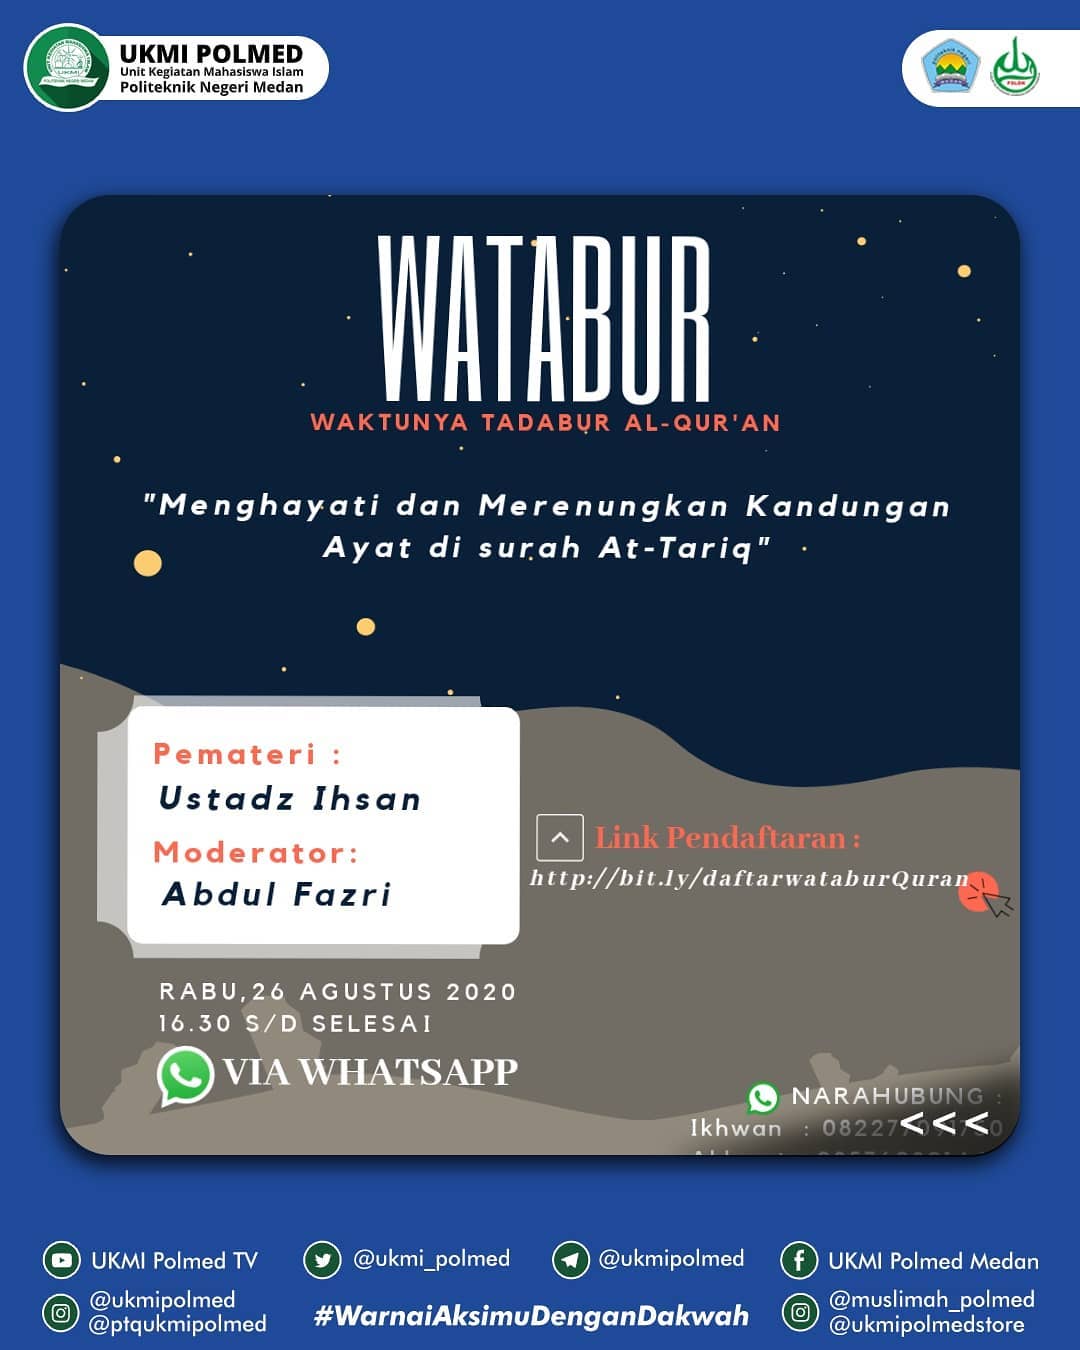 UKMI POLMED
Unit Kegiatan Mahasiswa Islam
Politeknik Negeri Medan
WATABUR
WAKTUNYA TADABUR AL-QUR'AN
"Menghayati dan Merenungkan Kandungan
Ayat di surah At-Tariq"
Pemateri :
Ustadz Ihsan
Moderator:
Abdul Fazri
Link Pendaftaran :
http://bit.ly/daftarwataburQuran
RABU,26 AGUSTUS 2020
16.30 S/D SELESAI
VIA WHATSAPP
NARAHUBUNG :
Ikhwan :
<<<
UKMI Polmed TV
@ukmi_polmed
@ukmipolmed
UKMI Polmed Medan
@ukmipolmed
@ptqukmipolmed
#WarnaiAksimuDenganDakwah
@muslimah_polmed
@ukmipolmedstore